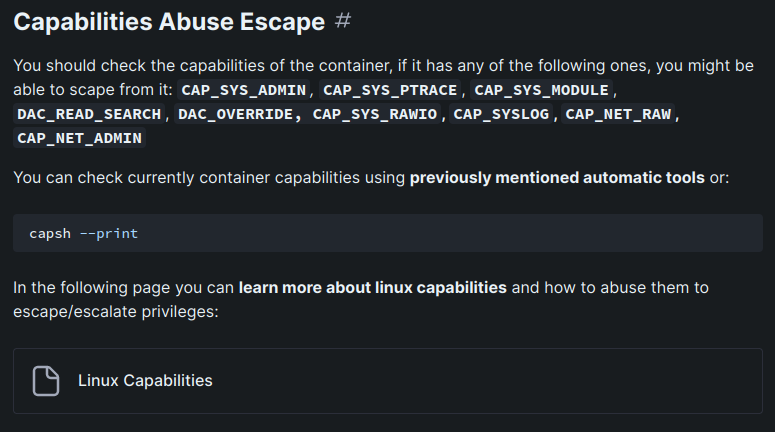 Capabilities Abuse Escape #
You should check the capabilities of the container, if it has any of the following ones, you might be
able to scape from it: CAP_SYS_ADMIN, CAP_SYS_PTRACE, CAP_SYS_MODULE,
DAC_READ_SEARCH, DAC_OVERRIDE, CAP_SYS_RAWIO, CAP_SYSLOG, CAP_NET_RAW,
CAP_NET_ADMIN
You can check currently container capabilities using previously mentioned automatic tools or:
capsh --print
In the following page you can learn more about linux capabilities and how to abuse them to
escape/escalate privileges:
Linux Capabilities